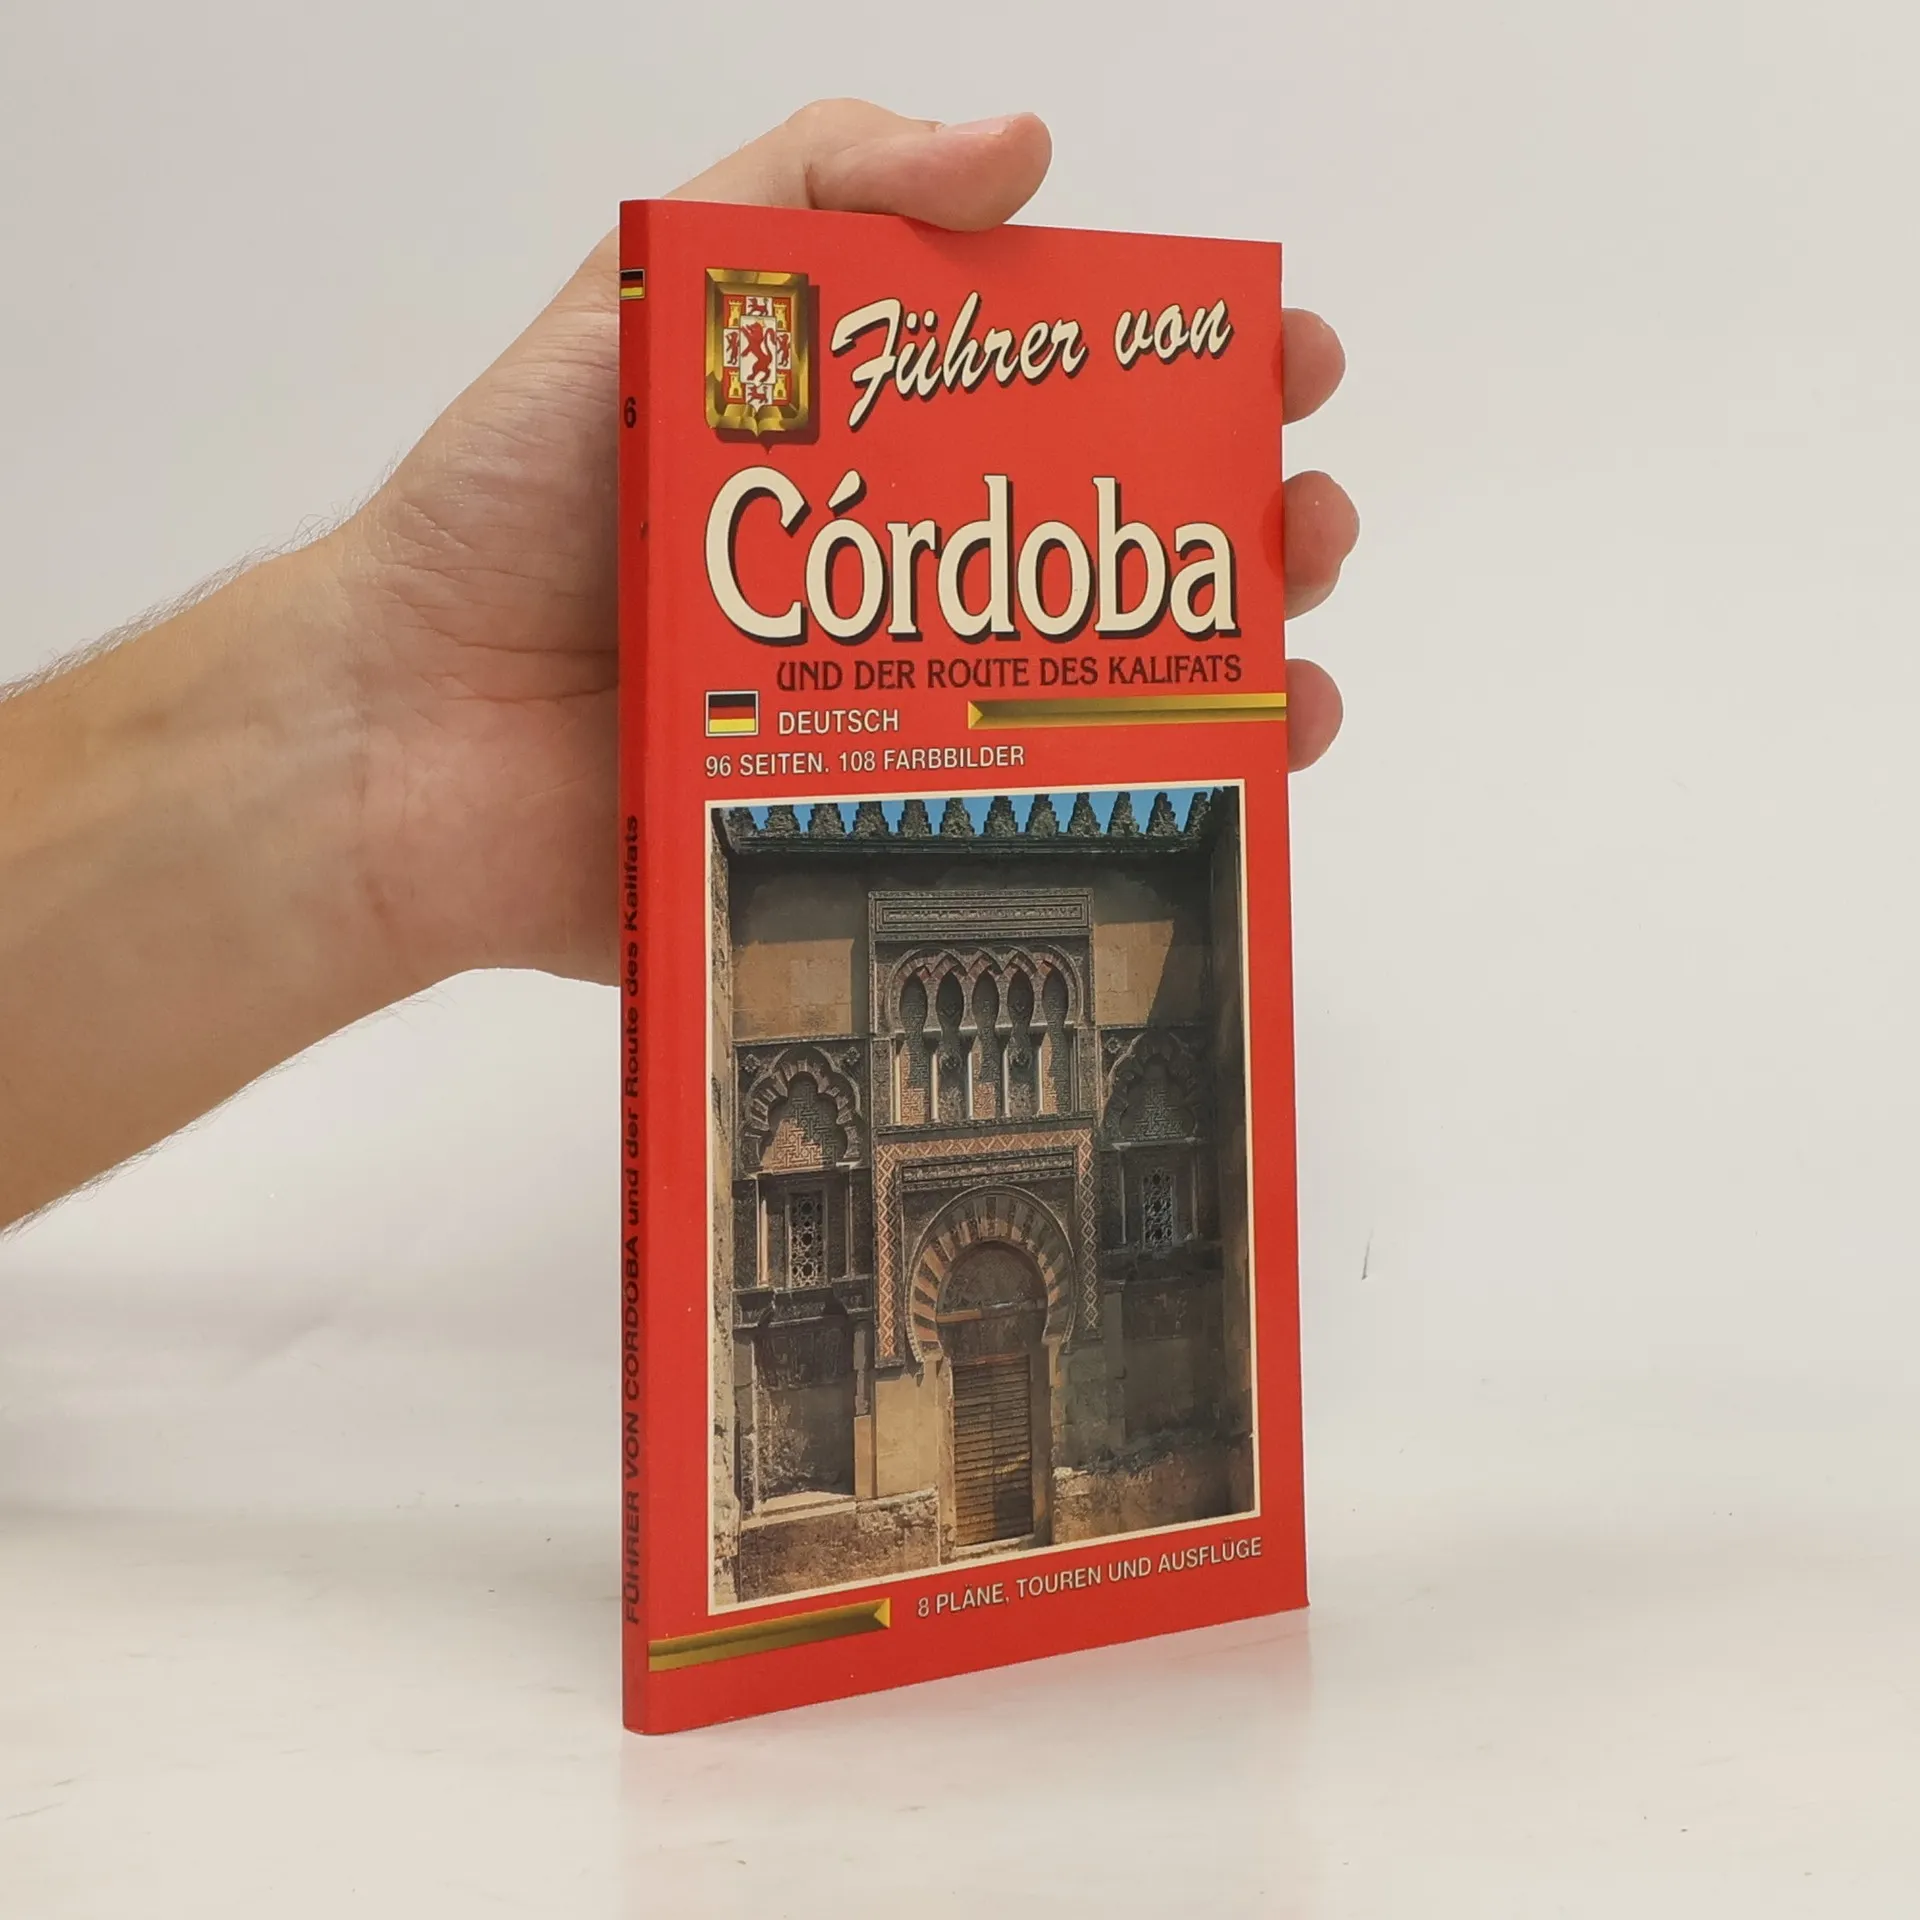 Führer von
Córdoba
UND DER ROUTE DES KALIFATS
DEUTSCH
96 SEITEN. 108 FARBBILDER
8 PLÄNE, TOUREN UND AUSFLÜGE
6
FÜHRER VON CORDOBA und der Route des Kalifats